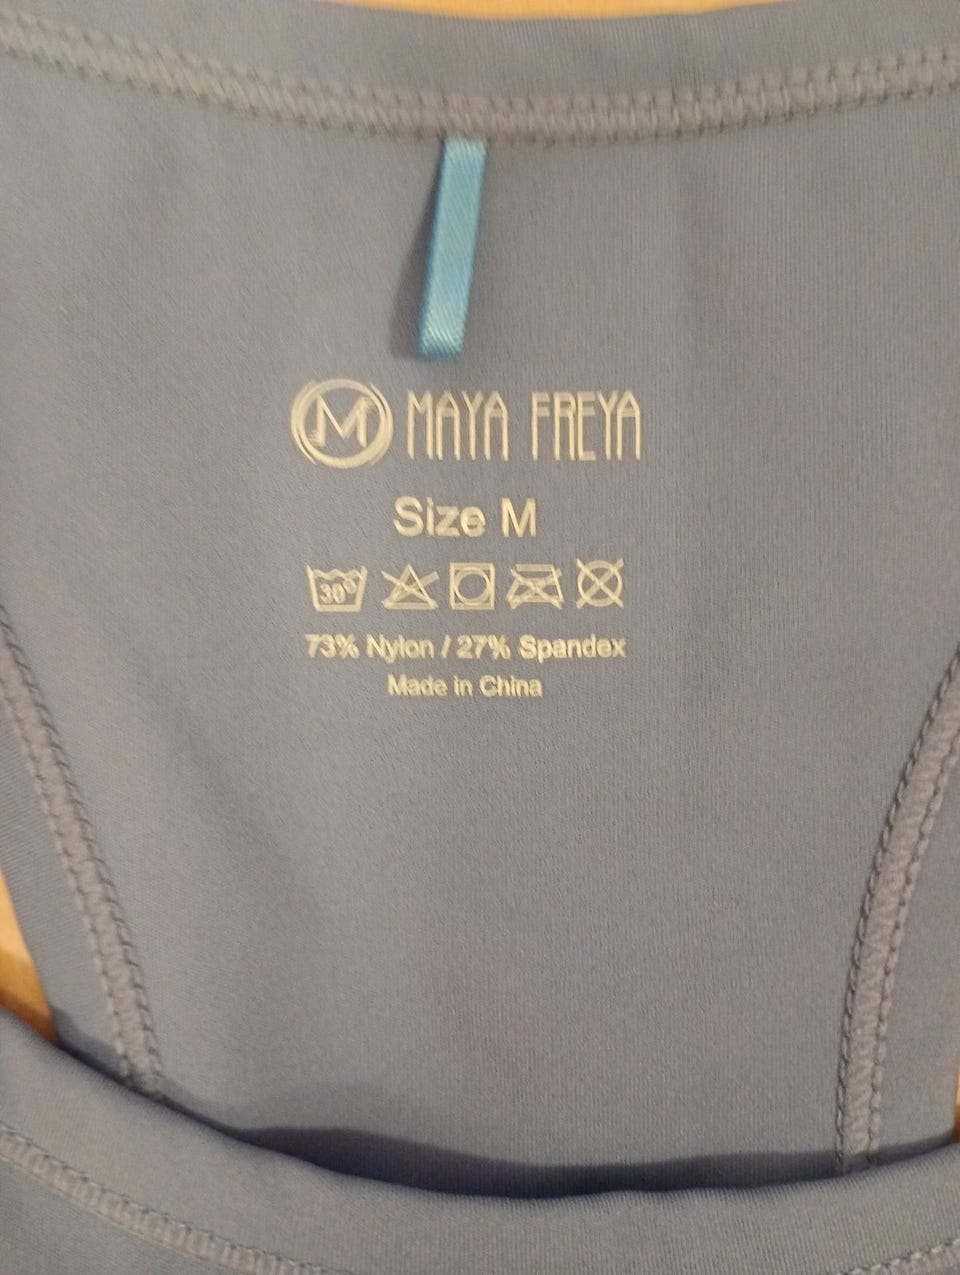 M MAYA FREYA
Size M
30°
73% Nylon / 27% Spandex
Made in China